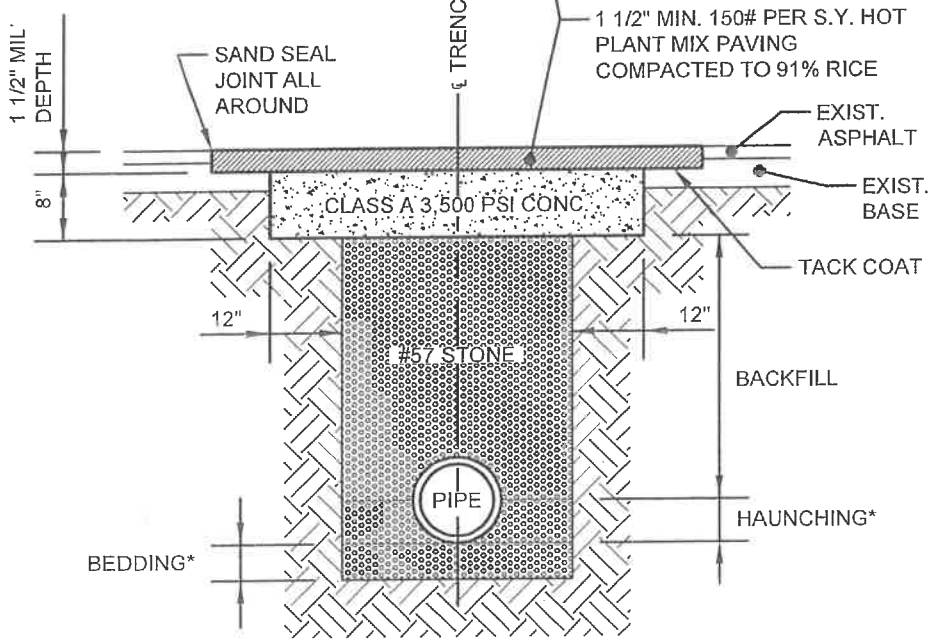 1 1/2" MIN. 150# PER S.Y. HOT
PLANT MIX PAVING
COMPACTED TO 91% RICE
SAND SEAL
JOINT ALL
AROUND
1 1/2" MIL'
DEPTH
℄ TRENC
EXIST.
ASPHALT
EXIST.
BASE
8"
CLASS A 3,500 PSI CONC
TACK COAT
12"
12"
#57 STONE
BACKFILL
PIPE
HAUNCHING*
BEDDING*